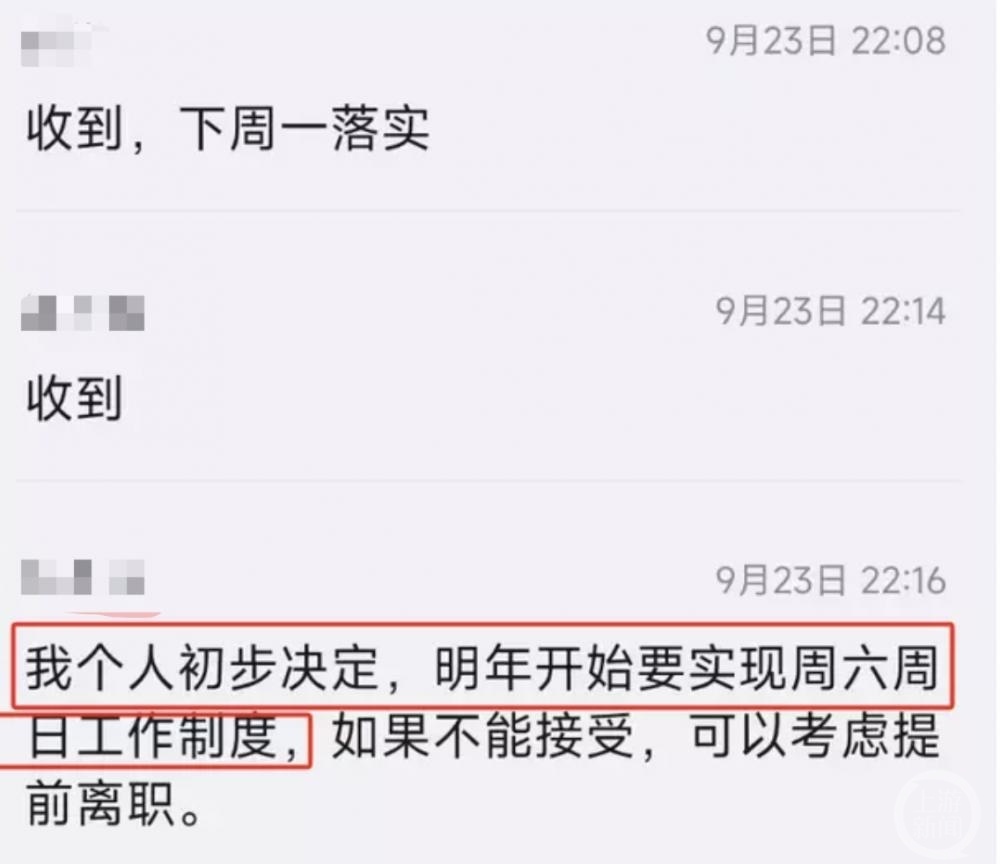 9月23日 22:08
收到，下周一落实
9月23日 22:14
收到
9月23日 22:16
我个人初步决定，明年开始要实现周六周
日工作制度，如果不能接受，可以考虑提
前离职。
上游
新闻